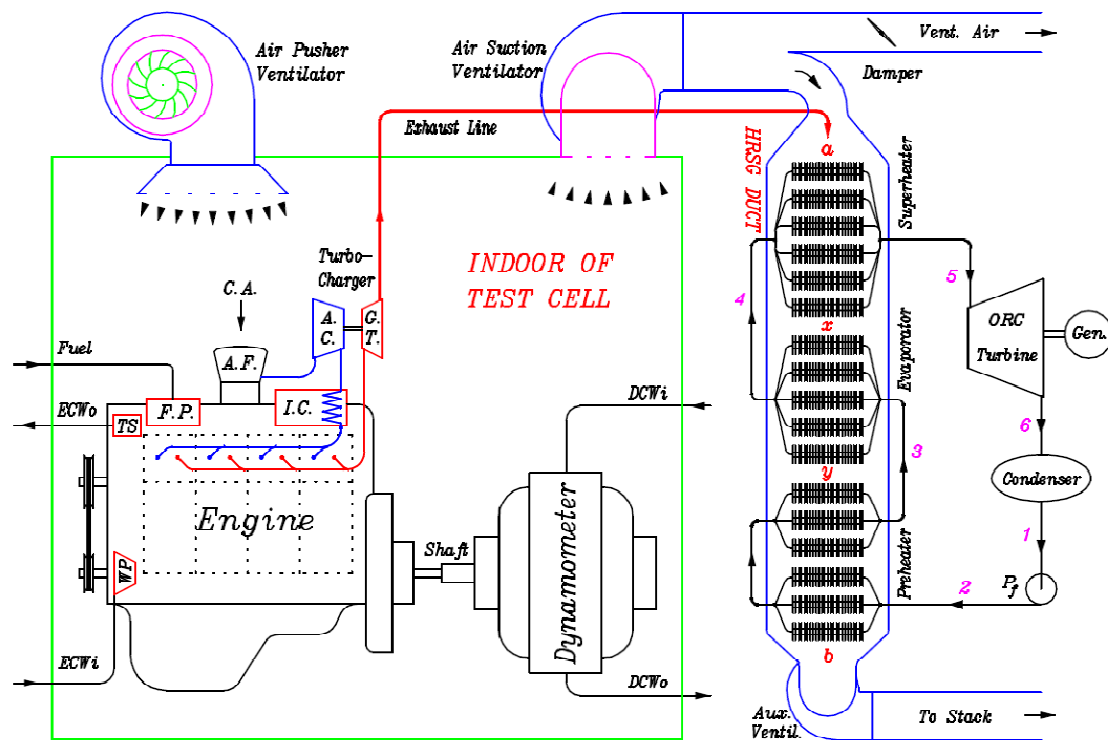 Air Pusher
Ventilator
Air Suction
Ventilator
Vent. Air
Damper
Exhaust Line
a
HRSG DUCT
Superheater
Turbo-
Charger
INDOOR OF
TEST CELL
4
5
C.A.
A.
C.
G.
T.
x
ORC
Turbine
Gen.
Fuel
A.F.
Evaporator
ECWo
TS
F.P.
I.C.
DCWi
6
3
y
Condenser
Engine
Shaft
Dynamometer
WP
Preheater
1
2
Pf
ECWi
DCWo
b
Aux.
Ventil.
To Stack